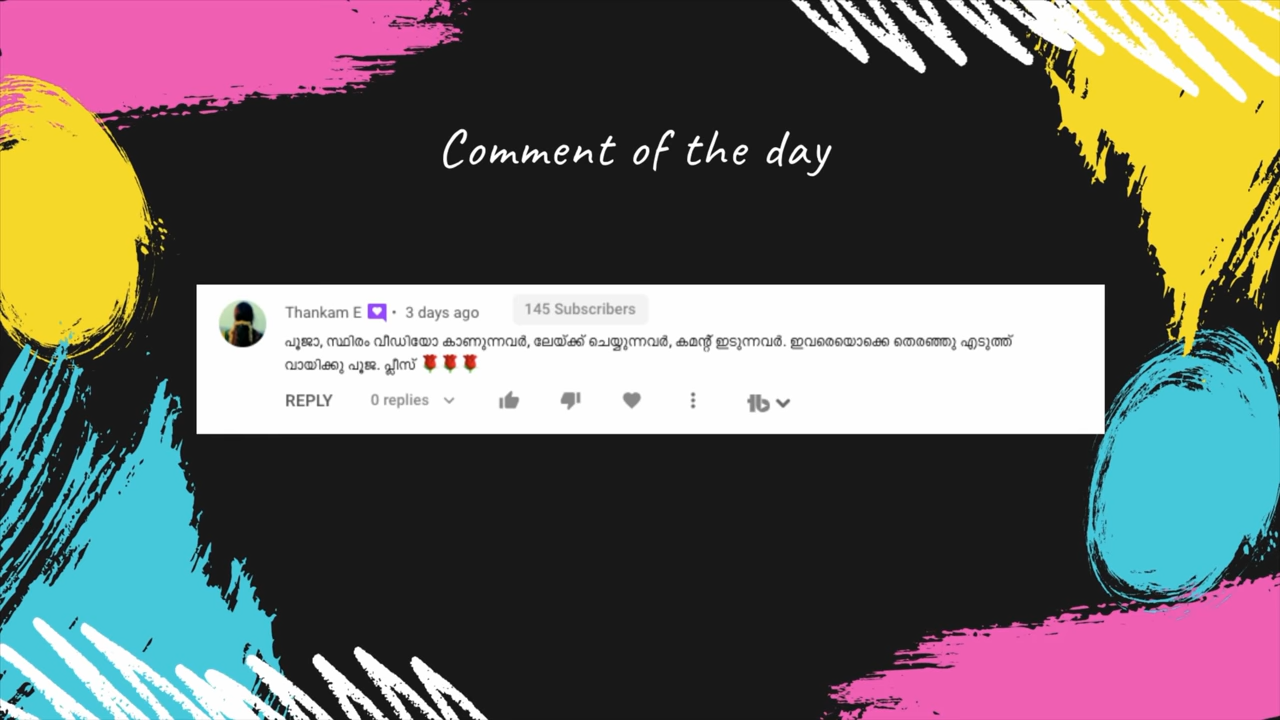 Comment of the day
Thankam E • 3 days ago 145 Subscribers
പൂജാ, സ്ഥിരം വീഡിയോ കാണുന്നവർ, ലേയ്ക്ക് ചെയ്യുന്നവർ, കമന്റ് ഇടുന്നവർ. ഇവരെയൊക്കെ തെരഞ്ഞു എടുത്ത്
വായിക്കു പൂജ. പ്ലീസ് 🌹🌹🌹
REPLY 0 replies